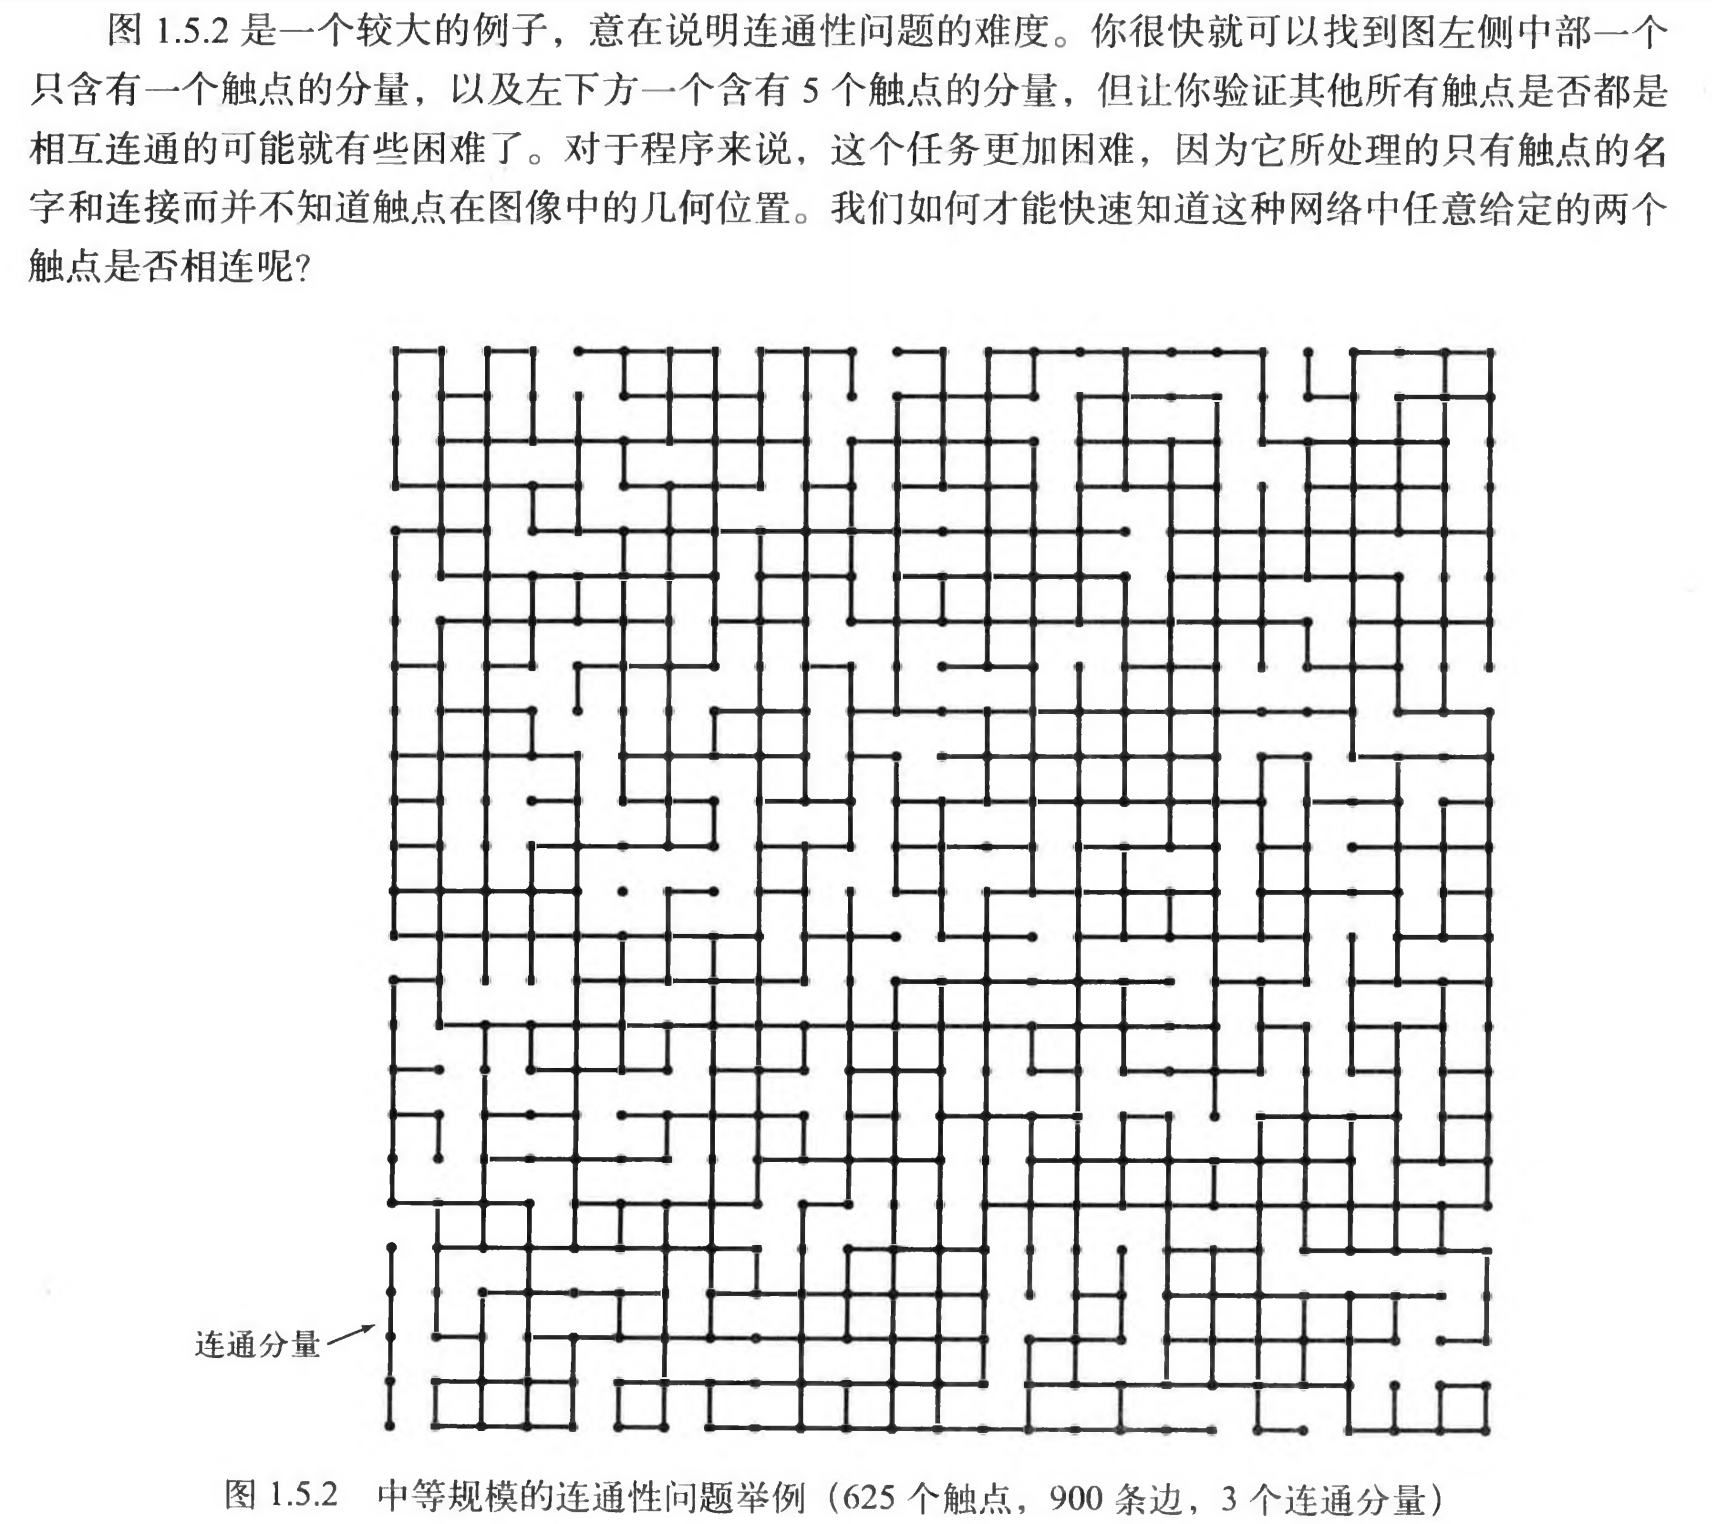 图 1.5.2 是一个较大的例子，意在说明连通性问题的难度。你很快就可以找到图左侧中部一个
只含有一个触点的分量，以及左下方一个含有 5 个触点的分量，但让你验证其他所有触点是否都是
相互连通的可能就有些困难了。对于程序来说，这个任务更加困难，因为它所处理的只有触点的名
字和连接而并不知道触点在图像中的几何位置。我们如何才能快速知道这种网络中任意给定的两个
触点是否相连呢？
连通分量
图 1.5.2 中等规模的连通性问题举例（625 个触点，900 条边，3 个连通分量）